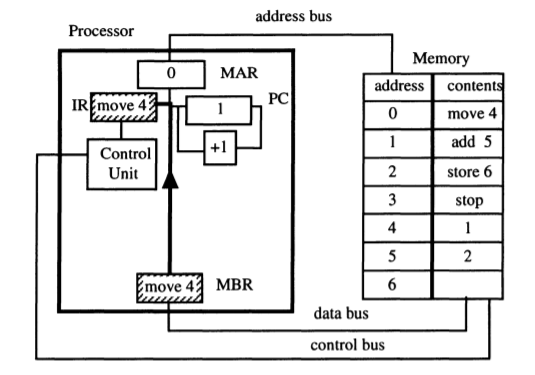 address bus
Processor
Memory
0 MAR
address contents
IR move 4 1 PC
0 move 4
+1
1 add 5
Control
Unit
2 store 6
3 stop
4 1
5 2
move 4 MBR
6
data bus
control bus